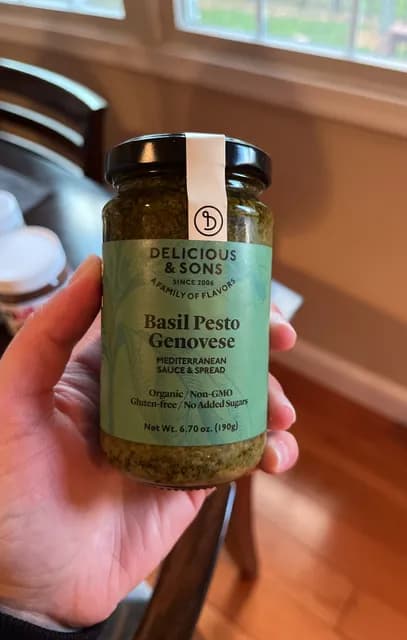 DELICIOUS
& SONS
SINCE 2006
A FAMILY OF FLAVORS
Basil Pesto
Genovese
MEDITERRANEAN
SAUCE & SPREAD
Organic / Non-GMO
Gluten-free / No Added Sugars
Net Wt. 6.70 oz. (190g)